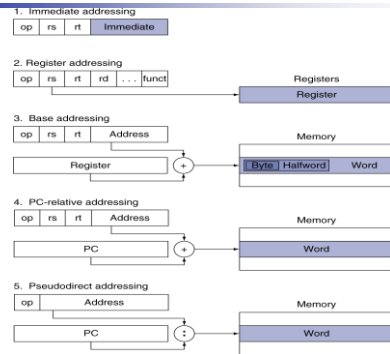 1. Immediate addressing
op rs rt Immediate
2. Register addressing
op rs rt rd . . . funct
Registers
Register
3. Base addressing
op rs rt Address
Memory
Register
+
Byte Halfword Word
4. PC-relative addressing
op rs rt Address
Memory
PC
+
Word
5. Pseudodirect addressing
op Address
Memory
PC
:
Word